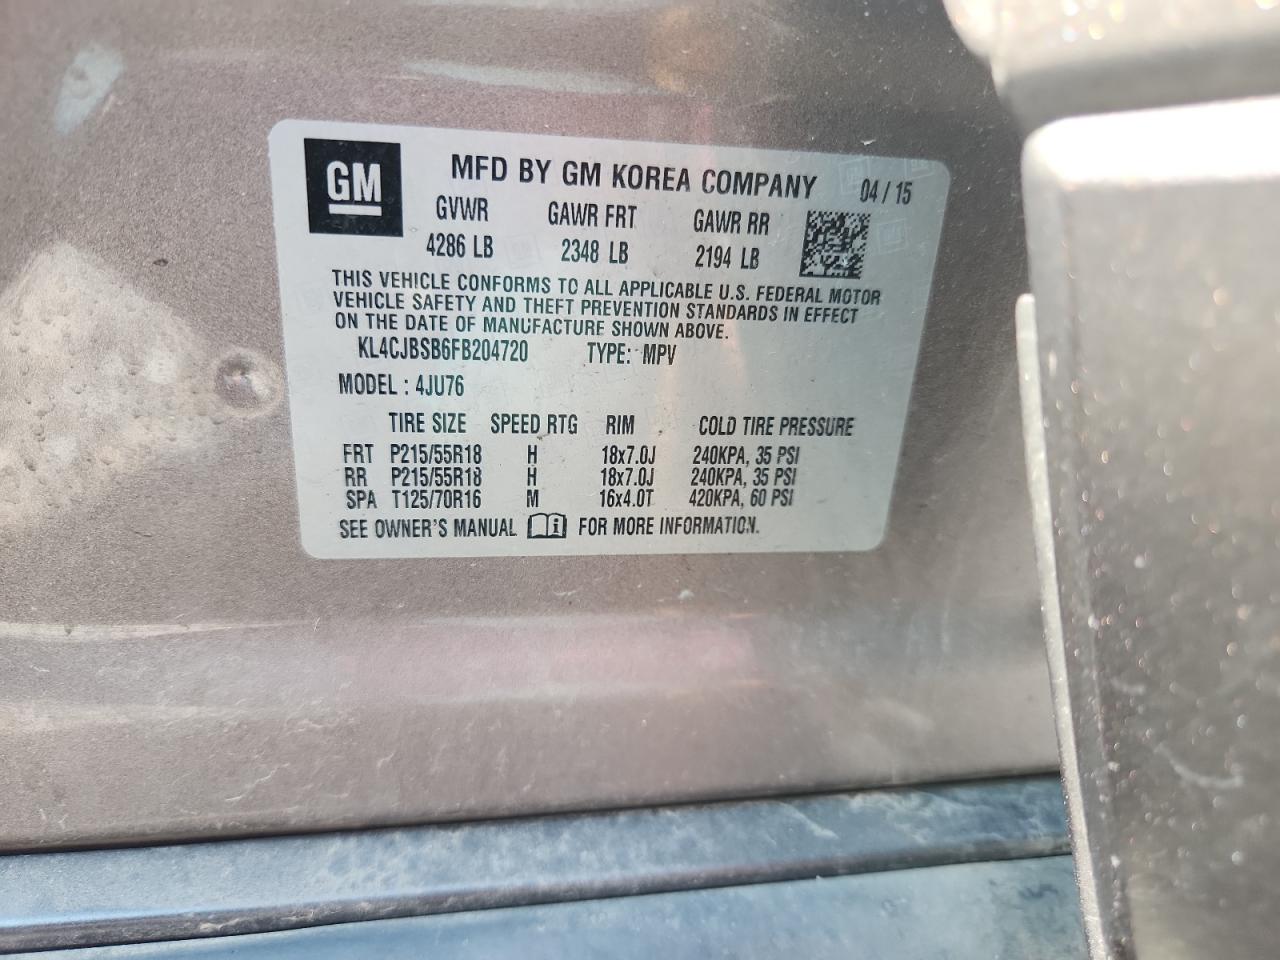 GM
MFD BY GM KOREA COMPANY 04 / 15
GVWR GAWR FRT GAWR RR
4286 LB 2348 LB 2194 LB
THIS VEHICLE CONFORMS TO ALL APPLICABLE U.S. FEDERAL MOTOR
VEHICLE SAFETY AND THEFT PREVENTION STANDARDS IN EFFECT
ON THE DATE OF MANUFACTURE SHOWN ABOVE.
KL4CJBSB6FB204720 TYPE: MPV
MODEL : 4JU76
TIRE SIZE SPEED RTG RIM COLD TIRE PRESSURE
FRT P215/55R18 H 18x7.0J 240KPA, 35 PSI
RR P215/55R18 H 18x7.0J 240KPA, 35 PSI
SPA T125/70R16 M 16x4.0T 420KPA, 60 PSI
SEE OWNER'S MANUAL i FOR MORE INFORMATION.